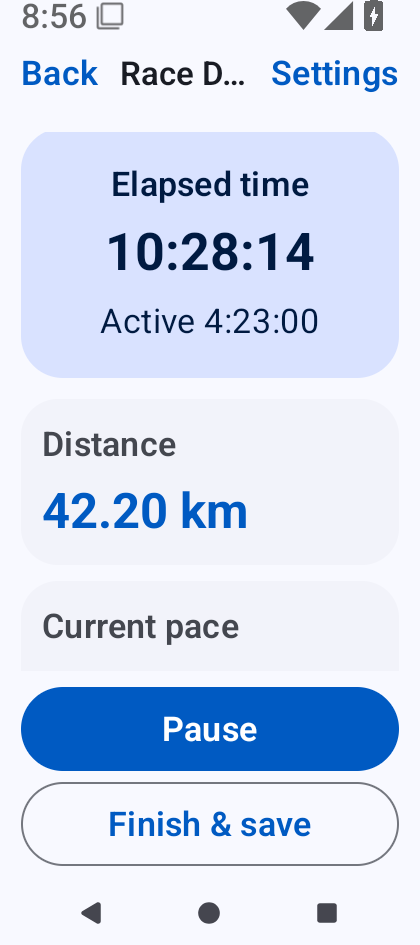 8:56
Back Race D... Settings
Elapsed time
10:28:14
Active 4:23:00
Distance
42.20 km
Current pace
Pause
Finish & save